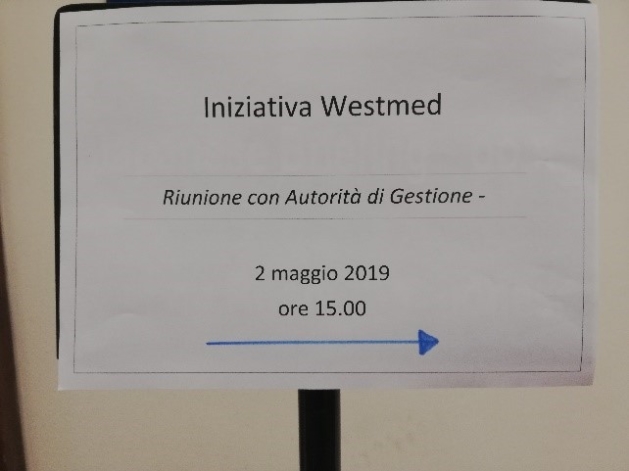 Iniziativa Westmed
Riunione con Autorità di Gestione -
2 maggio 2019
ore 15.00